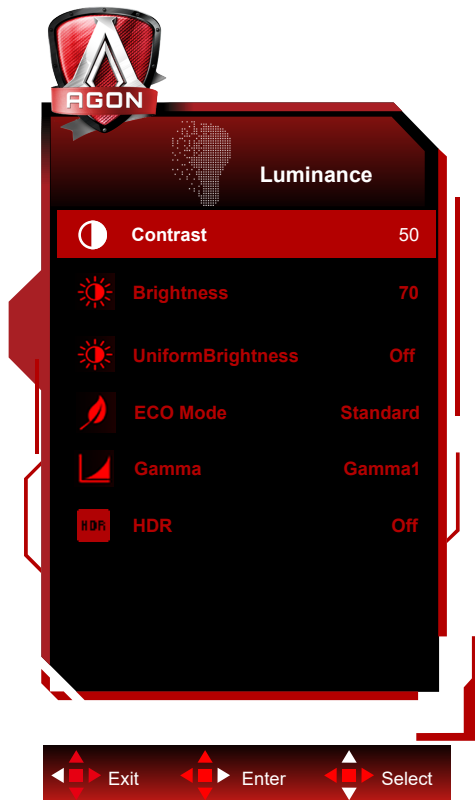 AGON
Luminance
Contrast 50
Brightness 70
UniformBrightness Off
ECO Mode Standard
Gamma Gamma1
HDR HDR Off
Exit Enter Select